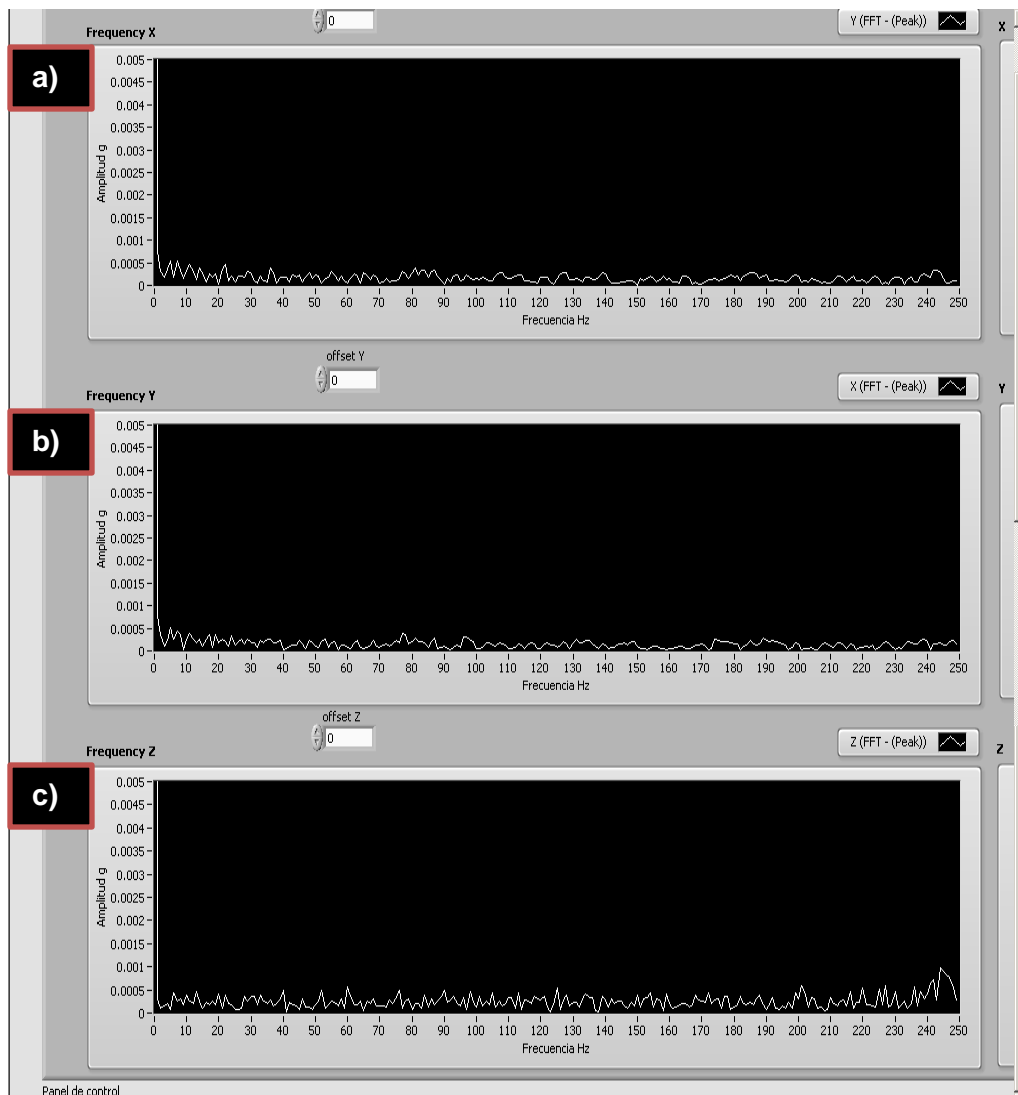 0
Y (FFT - (Peak))
Frequency X
X
a)
0.005
0.0045
0.004
0.0035
0.003
0.0025
0.002
0.0015
0.001
0.0005
0
Amplitud g
0 10 20 30 40 50 60 70 80 90 100 110 120 130 140 150 160 170 180 190 200 210 220 230 240 250
Frecuencia Hz
offset Y
0
X (FFT - (Peak))
Frequency Y
Y
b)
0.005
0.0045
0.004
0.0035
0.003
0.0025
0.002
0.0015
0.001
0.0005
0
Amplitud g
0 10 20 30 40 50 60 70 80 90 100 110 120 130 140 150 160 170 180 190 200 210 220 230 240 250
Frecuencia Hz
offset Z
0
Z (FFT - (Peak))
Frequency Z
Z
c)
0.005
0.0045
0.004
0.0035
0.003
0.0025
0.002
0.0015
0.001
0.0005
0
Amplitud g
0 10 20 30 40 50 60 70 80 90 100 110 120 130 140 150 160 170 180 190 200 210 220 230 240 250
Frecuencia Hz
Panel de control